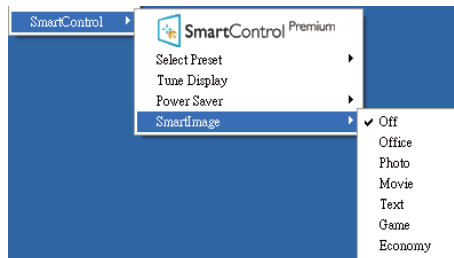 SmartControl
SmartControl Premium
Select Preset
Tune Display
Power Saver
SmartImage
Off
Office
Photo
Movie
Text
Game
Economy